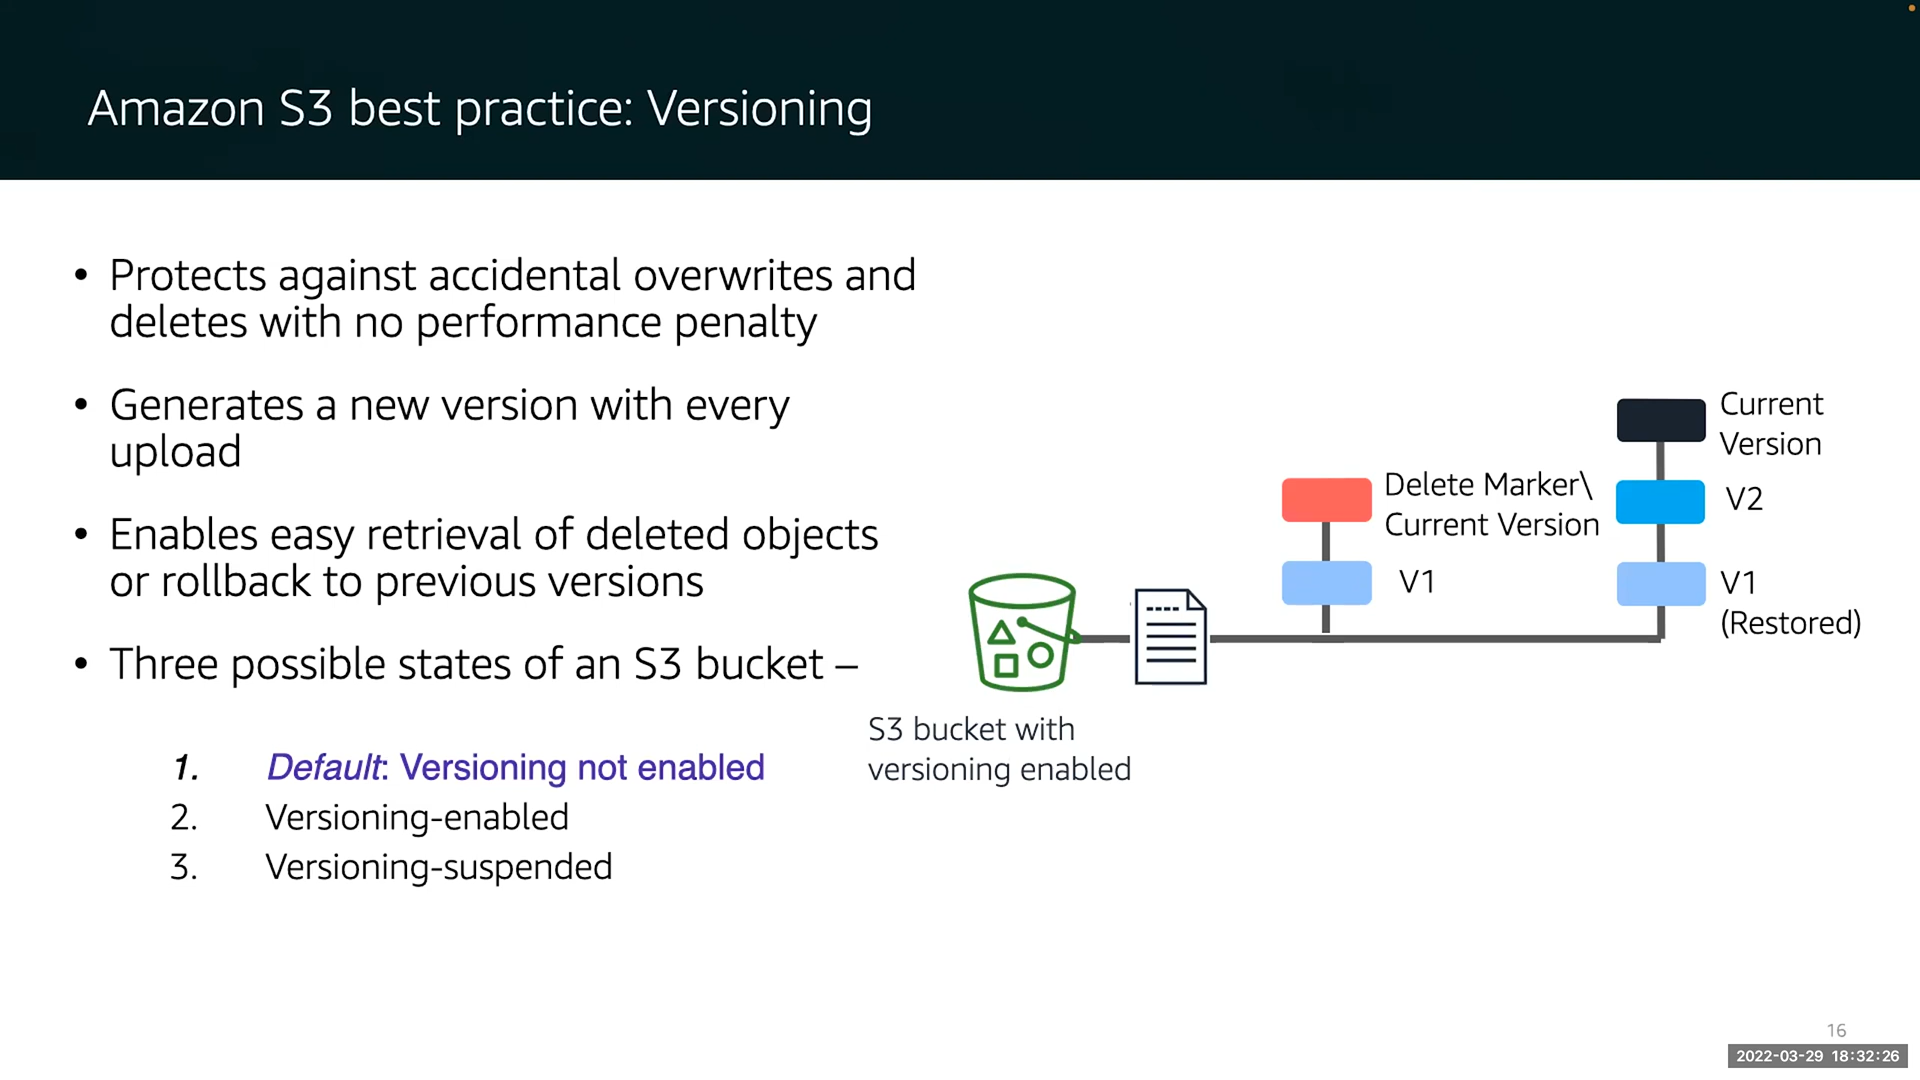 Amazon S3 best practice: Versioning
• Protects against accidental overwrites and
deletes with no performance penalty
• Generates a new version with every
upload
• Enables easy retrieval of deleted objects
or rollback to previous versions
• Three possible states of an S3 bucket –
1. Default: Versioning not enabled
2. Versioning-enabled
3. Versioning-suspended
S3 bucket with
versioning enabled
Delete Marker\
Current Version
V1
Current
Version
V2
V1
(Restored)
16
2022-03-29 18:32:26